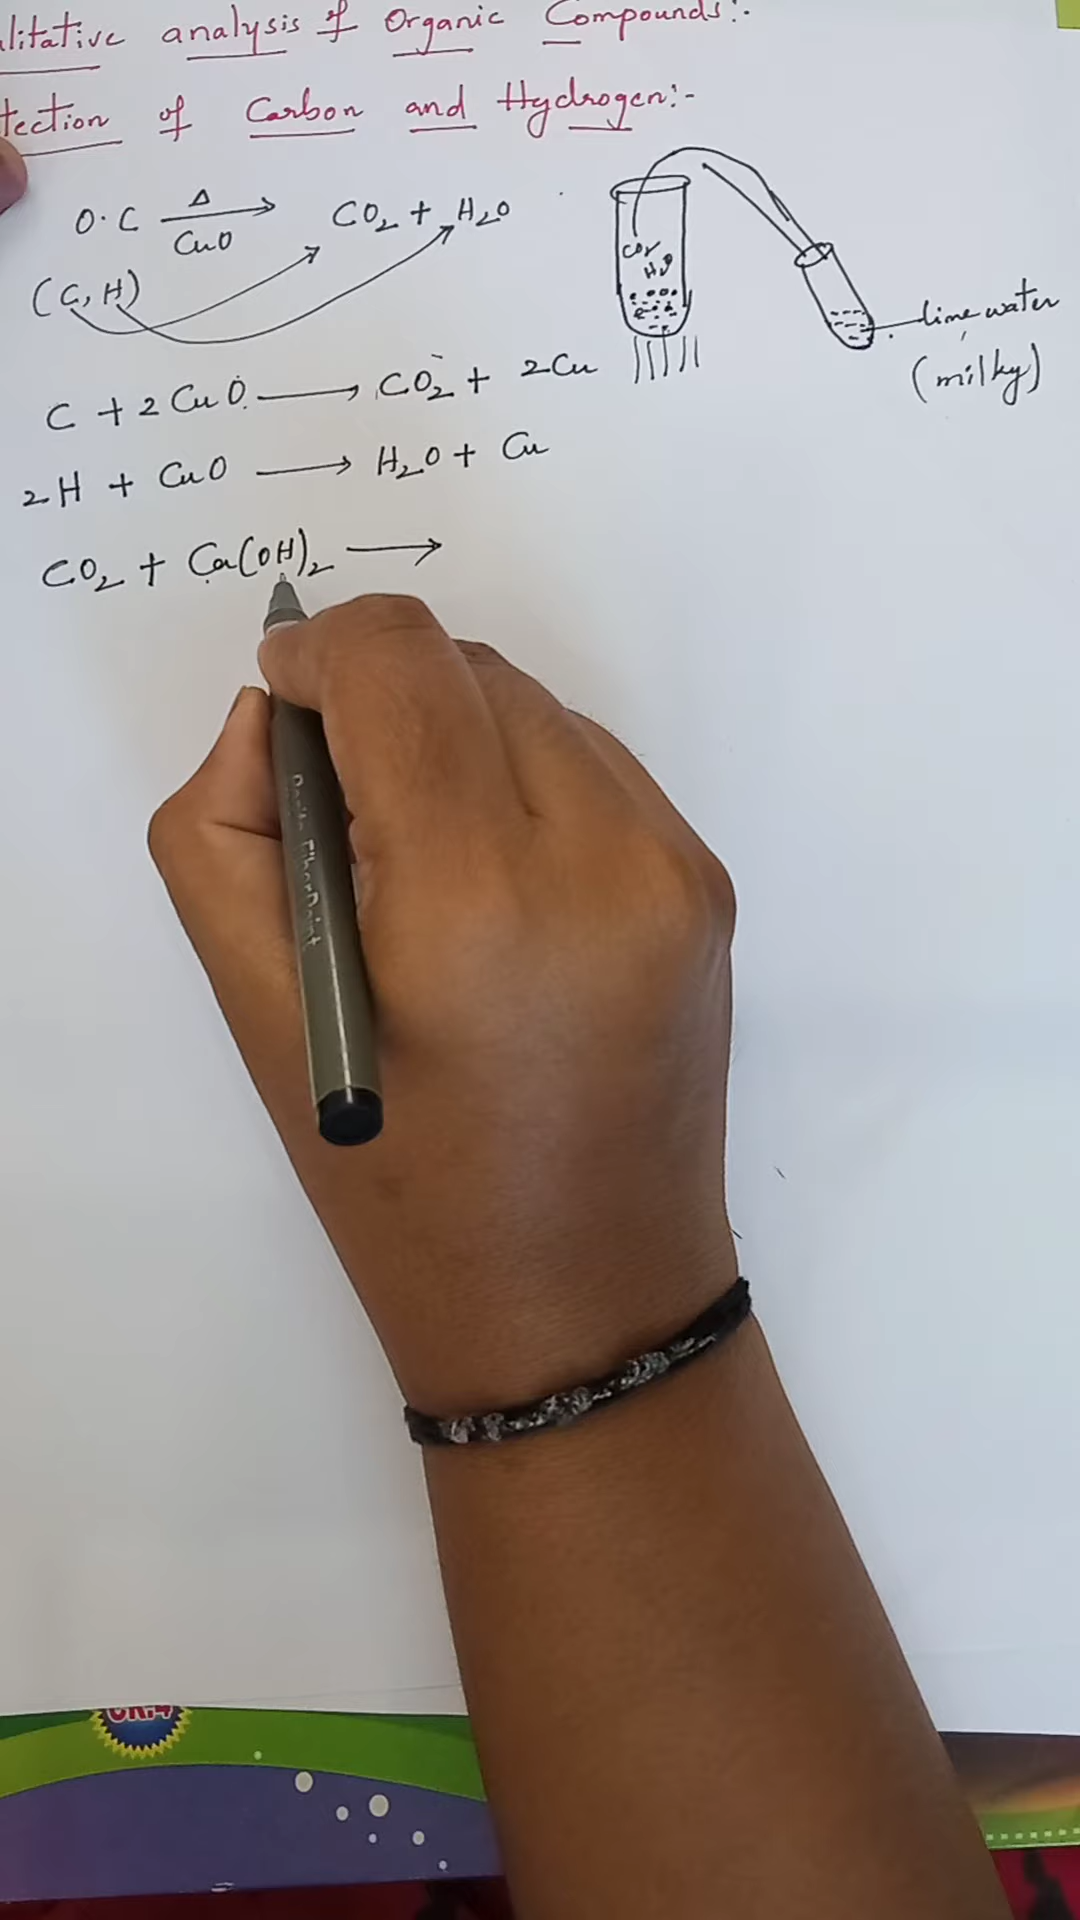 litative analysis of Organic Compounds:-
tection of Carbon and Hydrogen:-
O.C Δ CuO → CO2 + H2O
(C, H)
CO2
H2O
lime water
(milky)
C + 2CuO → CO2 + 2Cu
2H + CuO → H2O + Cu
CO2 + Ca(OH)2 →
FiberPoint